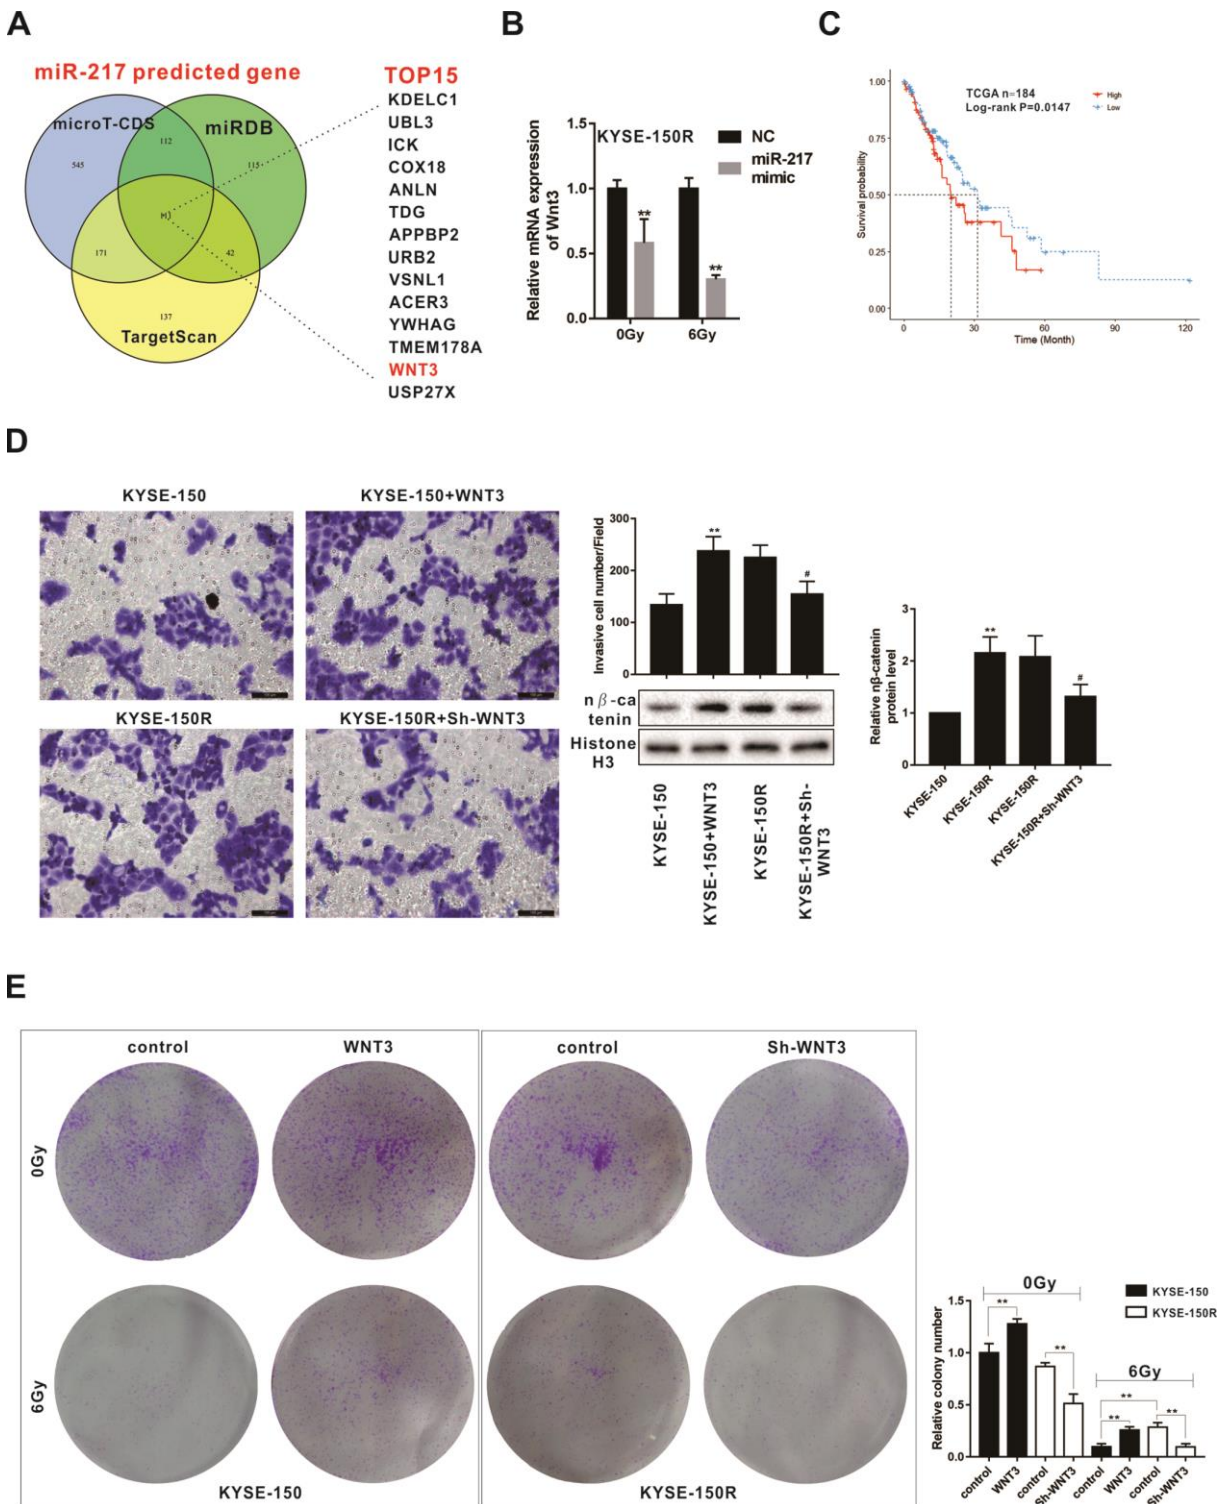 A
miR-217 predicted gene
microT-CDS
miRDB
112
545
115
171
42
137
TargetScan
TOP15
KDELC1
UBL3
ICK
COX18
ANLN
TDG
APPBP2
URB2
VSNL1
ACER3
YWHAG
TMEM178A
WNT3
USP27X
B
KYSE-150R
NC
miR-217
mimic
Relative mRNA expression
of Wnt3
1.5
1.0
0.5
0.0
**
**
0Gy
6Gy
C
TCGA n=184
Log-rank P=0.0147
High
Low
Survival probability
1.00
0.75
0.50
0.25
0.00
0
30
60
90
120
Time (Month)
D
KYSE-150
KYSE-150+WNT3
KYSE-150R
KYSE-150R+Sh-WNT3
Invasive cell number/Field
300
200
100
0
**
#
nβ-ca
tenin
Histone
H3
KYSE-150
KYSE-150+WNT3
KYSE-150R
KYSE-150R+Sh-
WNT3
Relative nβ-catenin
protein level
3
2
1
0
**
#
KYSE-150
KYSE-150R
KYSE-150R
KYSE-150R+Sh-WNT3
E
control
WNT3
control
Sh-WNT3
0Gy
6Gy
KYSE-150
KYSE-150R
0Gy
KYSE-150
KYSE-150R
6Gy
Relative colony number
1.5
1.0
0.5
0.0
**
**
**
**
**
control
WNT3
control
Sh-WNT3
control
WNT3
control
Sh-WNT3